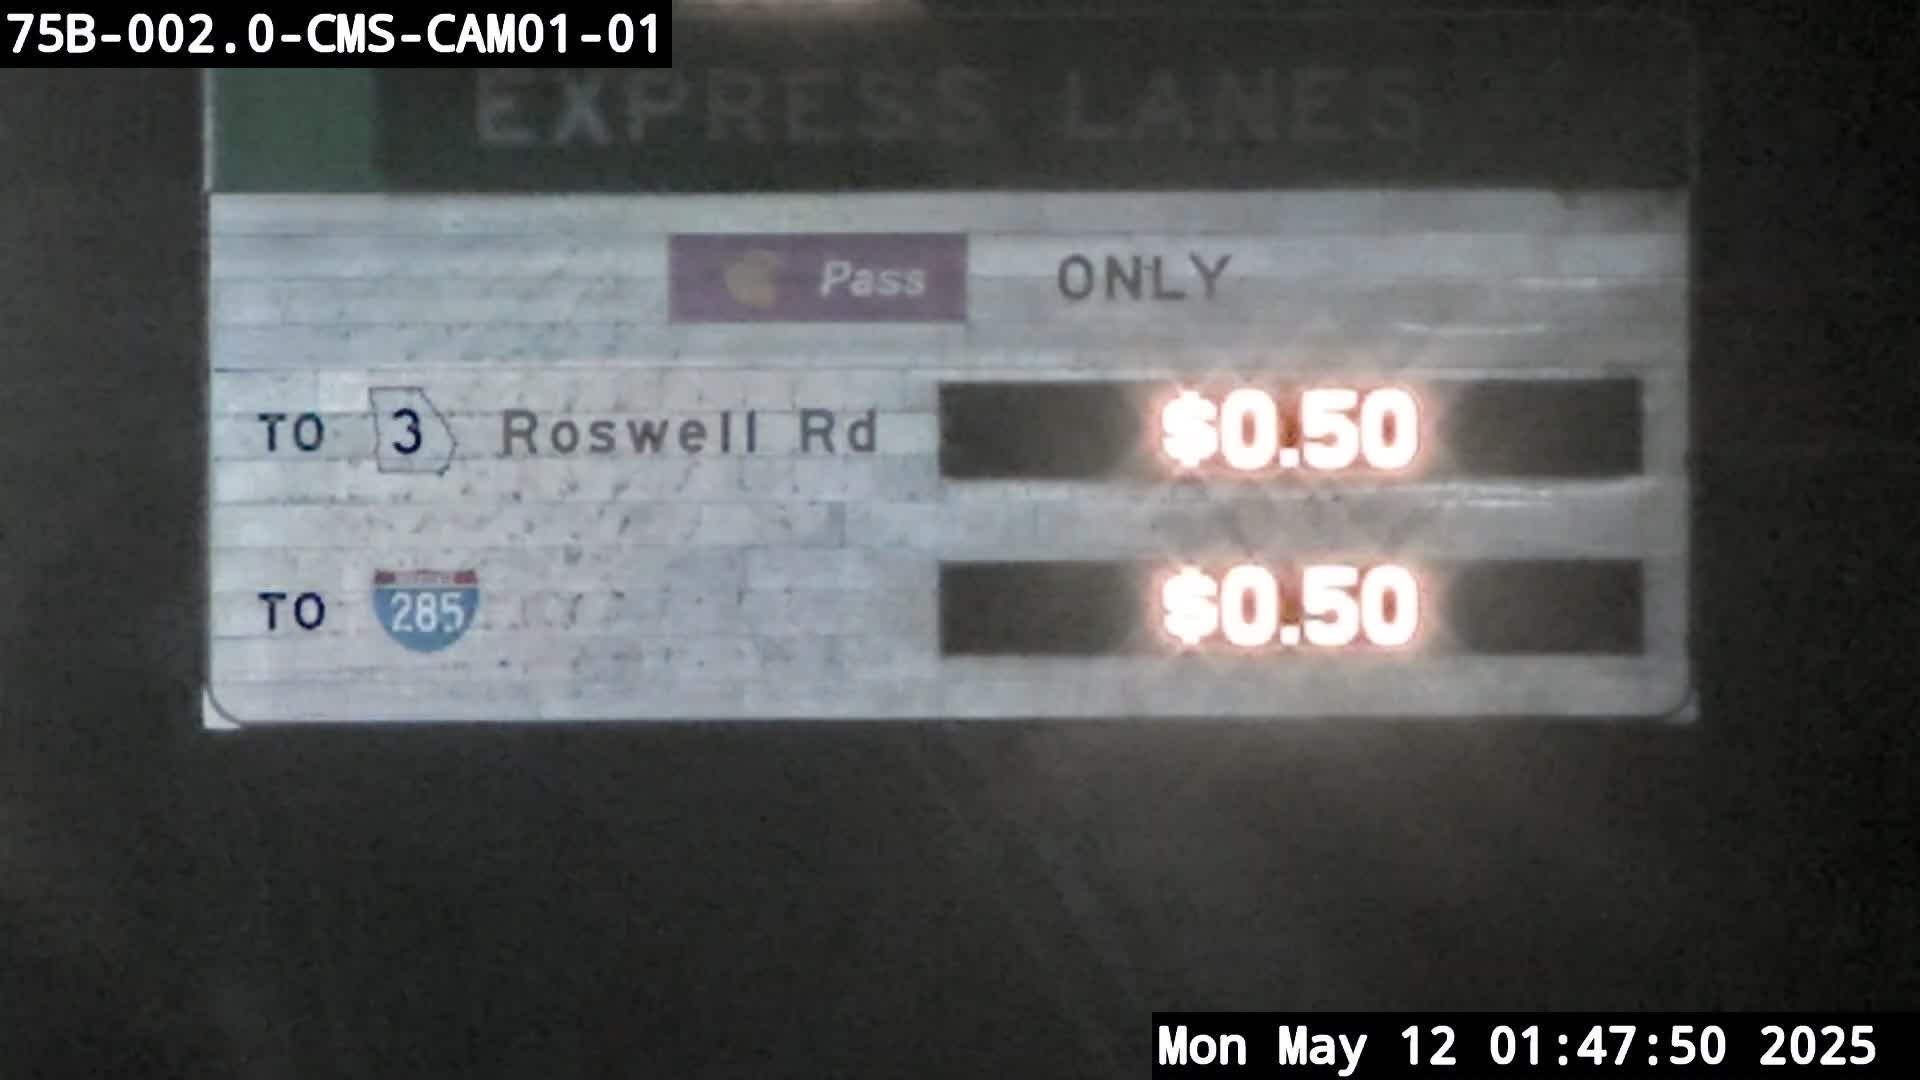 75B-002.0-CMS-CAM01-01
EXPRESS LANES
Pass ONLY
TO 3 Roswell Rd $0.50
TO 285 $0.50
Mon May 12 01:47:50 2025